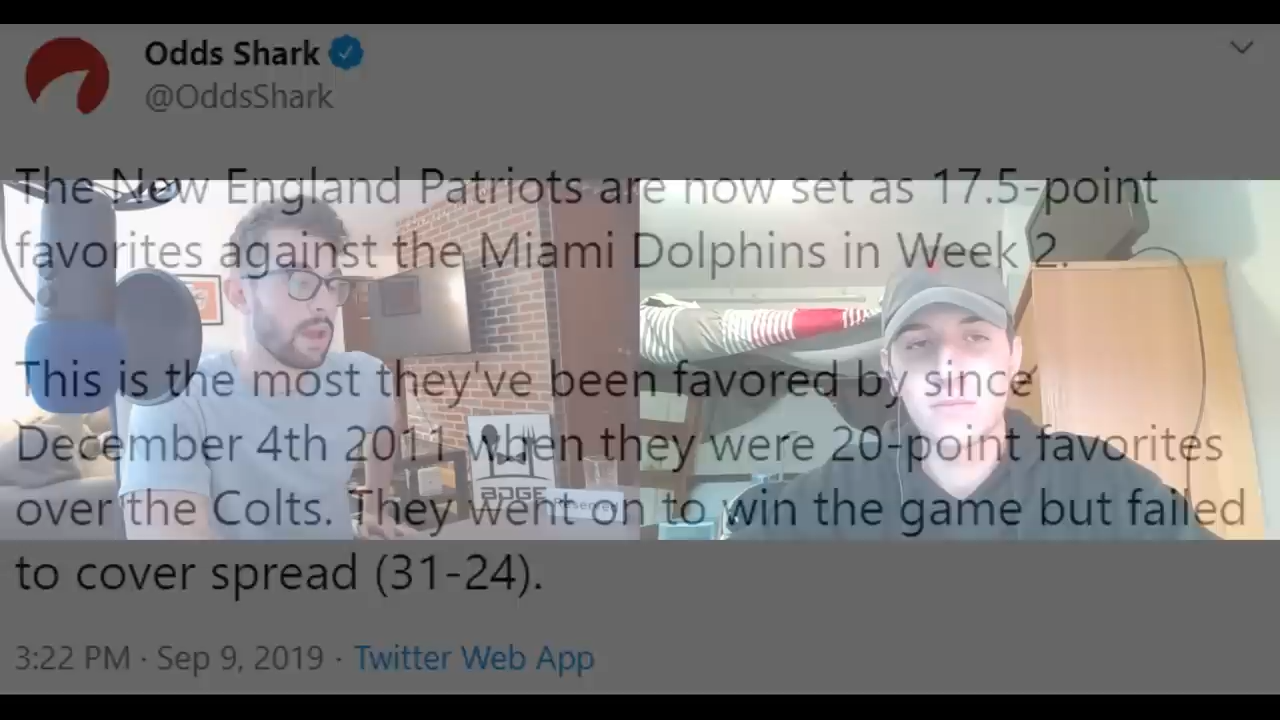 Odds Shark
@OddsShark
The New England Patriots are now set as 17.5-point
favorites against the Miami Dolphins in Week 2.
This is the most they've been favored by since
December 4th 2011 when they were 20-point favorites
over the Colts. They went on to win the game but failed
to cover spread (31-24).
3:22 PM · Sep 9, 2019 · Twitter Web App
EDGE
Reserved